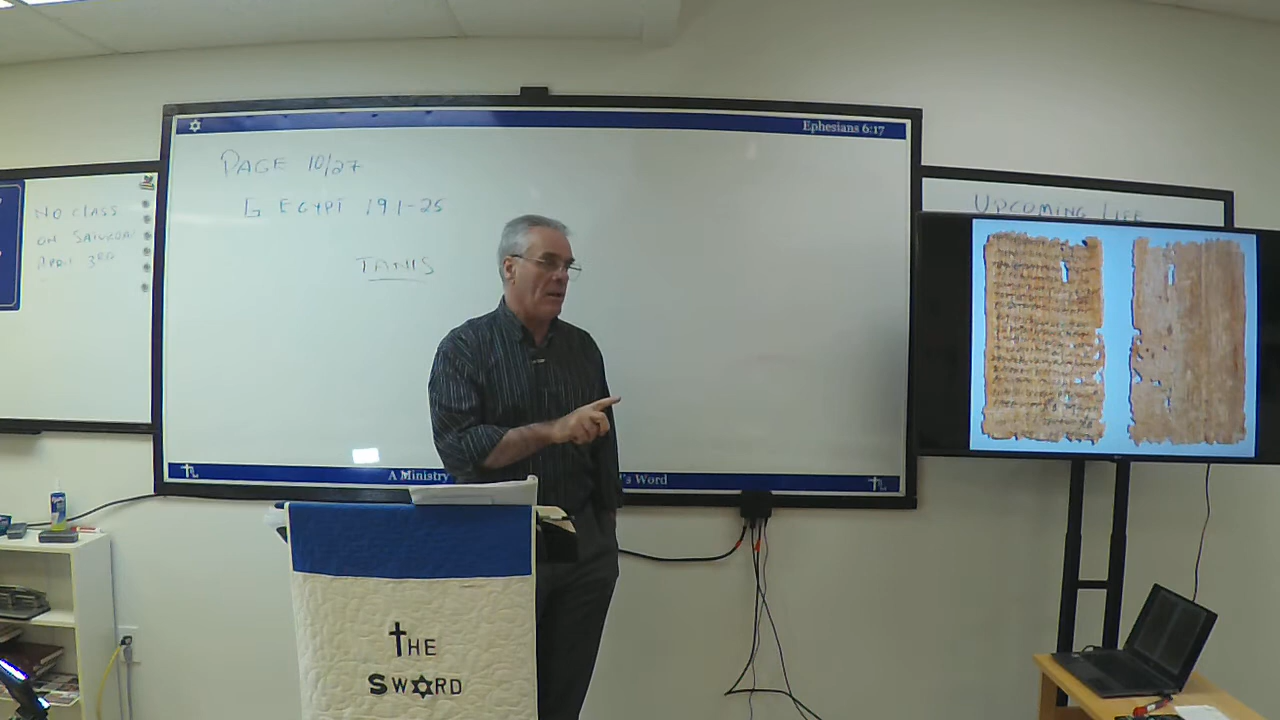 NO CLASS
ON SATURDAY
APRIL 3RD
Ephesians 6:17
PAGE 10/27
G EGYPT 19 1-25
TANIS
UPCOMING LIFE
A Ministry
's Word
THE
SWORD